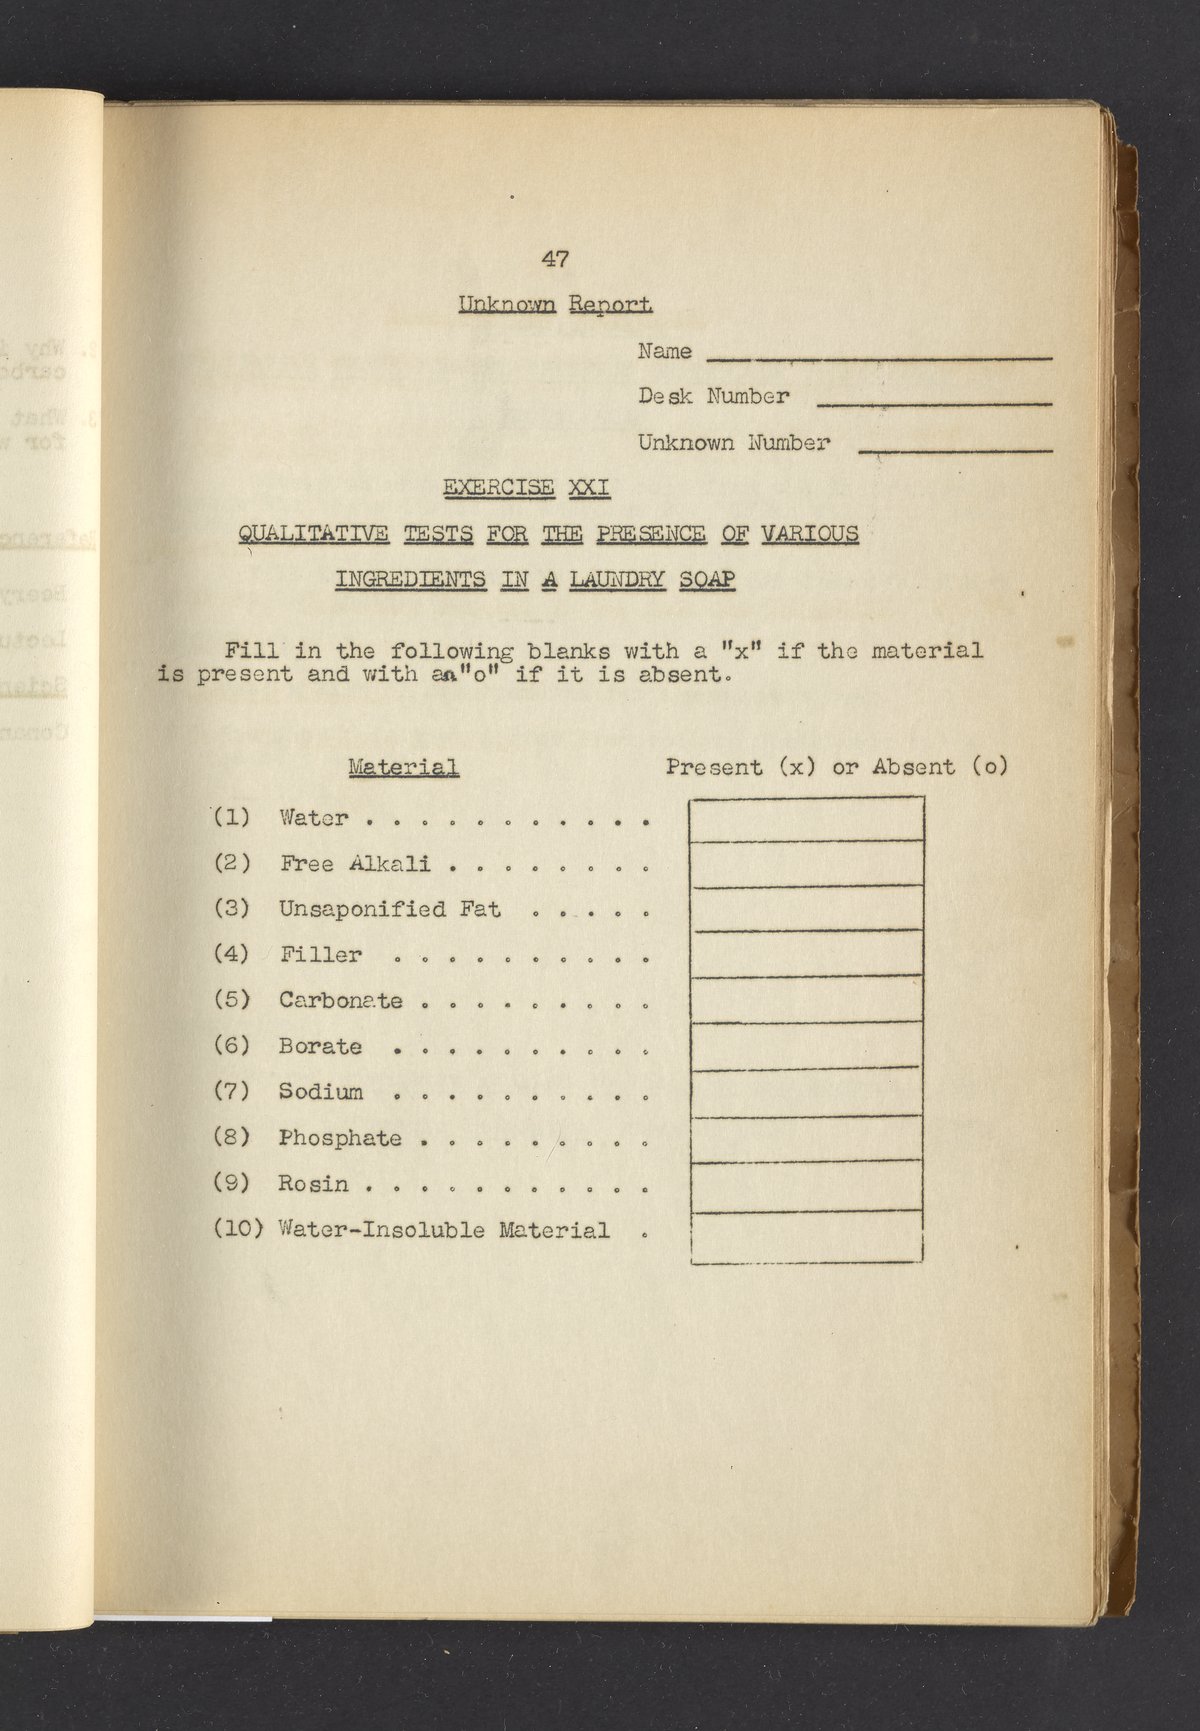 47
Unknown Report
Name
Desk Number
Unknown Number
EXERCISE XXI
QUALITATIVE TESTS FOR THE PRESENCE OF VARIOUS
INGREDIENTS IN A LAUNDRY SOAP
Fill in the following blanks with a "x" if the material
is present and with an "o" if it is absent.
Material Present (x) or Absent (o)
(1) Water . . . . . . . . . . .
(2) Free Alkali . . . . . . . .
(3) Unsaponified Fat . . . . .
(4) Filler . . . . . . . . . .
(5) Carbonate . . . . . . . . .
(6) Borate . . . . . . . . . .
(7) Sodium . . . . . . . . . .
(8) Phosphate . . . . . . . . .
(9) Rosin . . . . . . . . . . .
(10) Water-Insoluble Material .